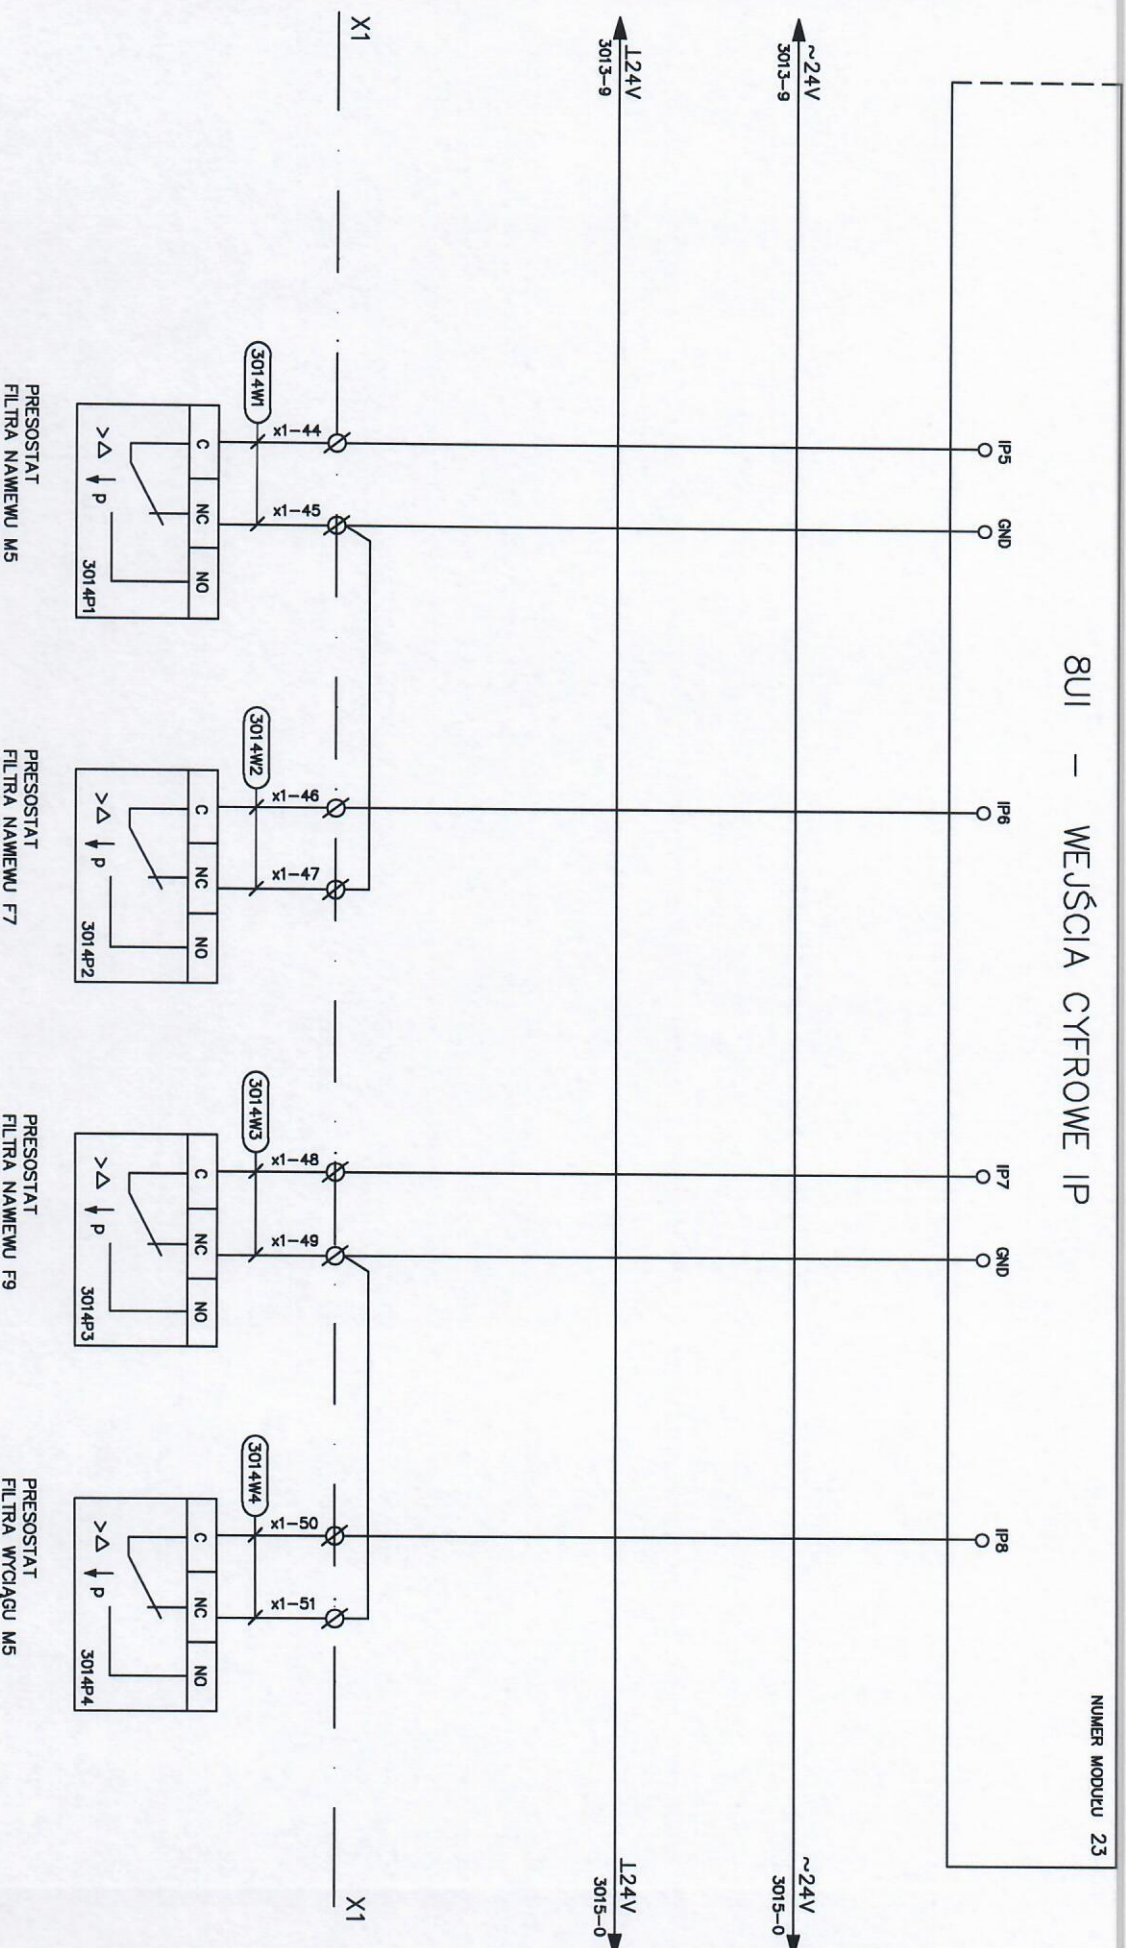 8UI – WEJŚCIA CYFROWE IP
NUMER MODUŁU 23
IP5
GND
IP6
IP7
GND
IP8
~24V
3013-9
~24V
3015-0
⊥24V
3013-9
⊥24V
3015-0
X1
X1
x1-44
x1-45
x1-46
x1-47
x1-48
x1-49
x1-50
x1-51
3014W1
3014W2
3014W3
3014W4
C NC NO
>Δ p
3014P1
C NC NO
>Δ p
3014P2
C NC NO
>Δ p
3014P3
C NC NO
>Δ p
3014P4
PRESOSTAT
FILTRA NAWIEWU M5
PRESOSTAT
FILTRA NAWIEWU F7
PRESOSTAT
FILTRA NAWIEWU F9
PRESOSTAT
FILTRA WYCIĄGU M5